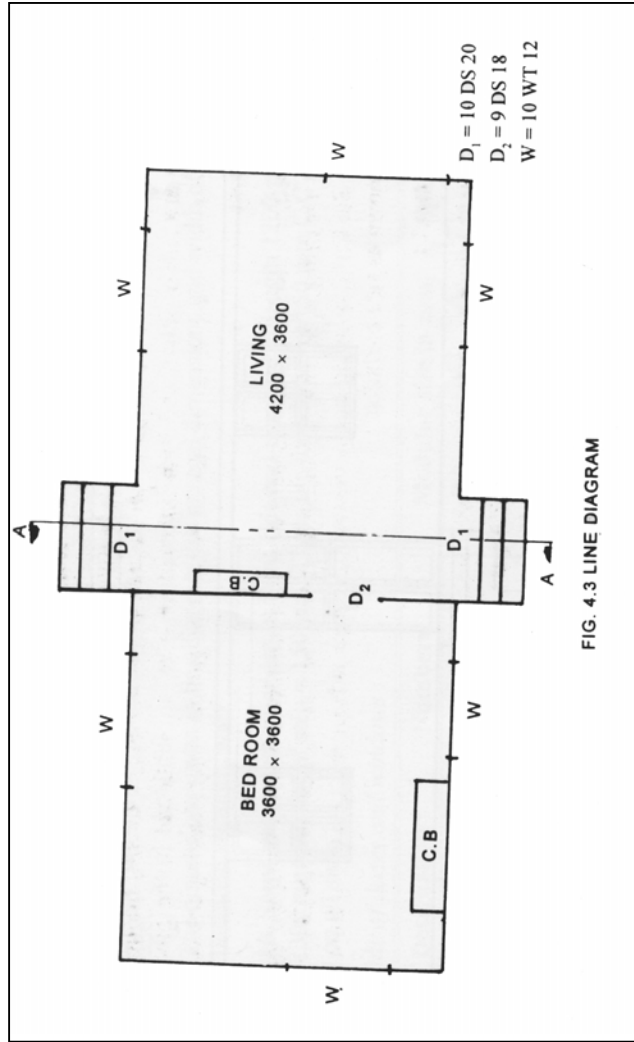 A
W
D₁
W
BED ROOM
3600 × 3600
C.B
LIVING
4200 × 3600
W
W
D₂
C.B
D₁
W
W
A
D₁ = 10 DS 20
D₂ = 9 DS 18
W = 10 WT 12
FIG. 4.3 LINE DIAGRAM